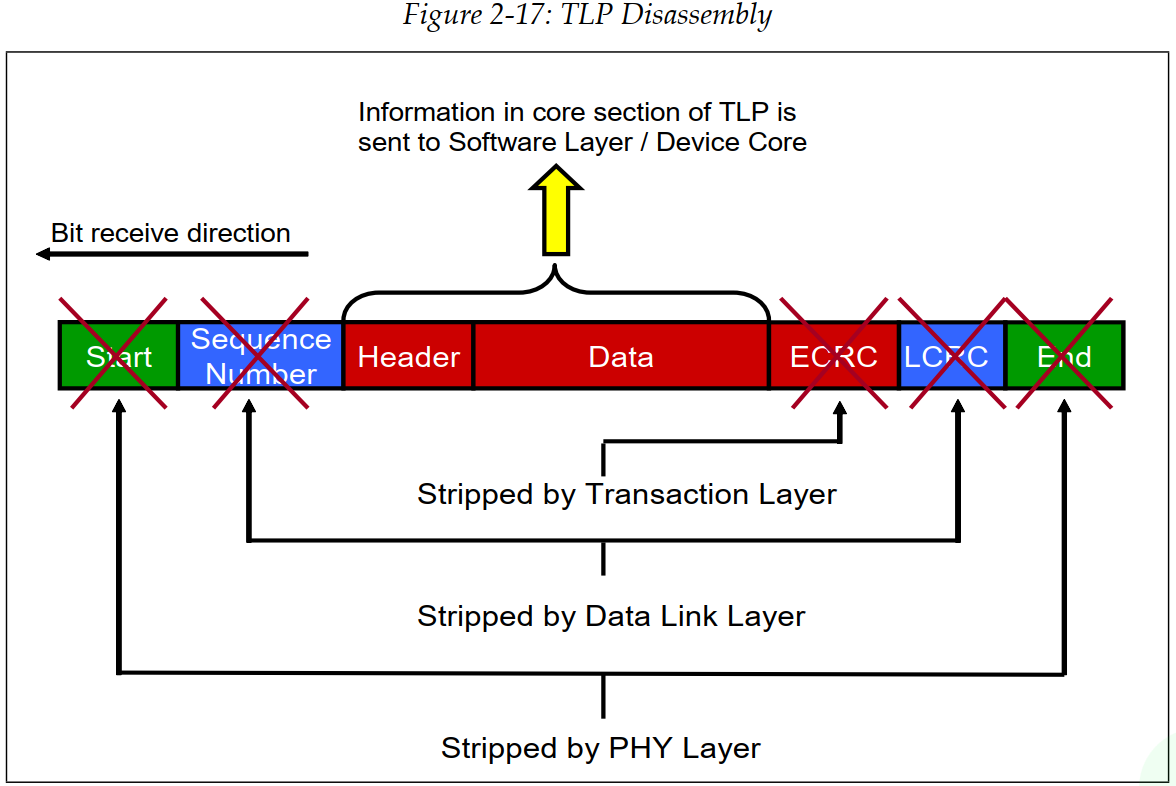 Figure 2-17: TLP Disassembly
Information in core section of TLP is
sent to Software Layer / Device Core
Bit receive direction
Start
Sequence
Number
Header
Data
ECRC
LCRC
End
Stripped by Transaction Layer
Stripped by Data Link Layer
Stripped by PHY Layer